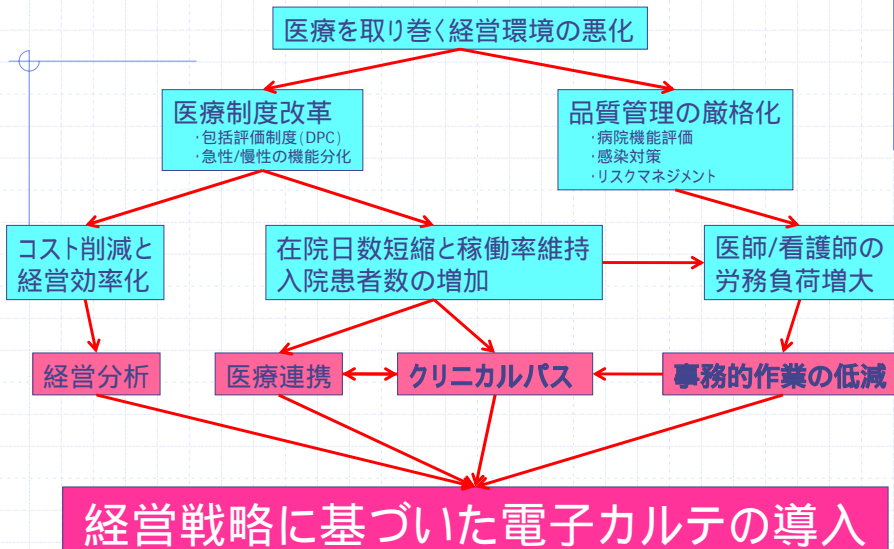 医療を取り巻く経営環境の悪化
医療制度改革
・包括評価制度(DPC)
・急性/慢性の機能分化
品質管理の厳格化
・病院機能評価
・感染対策
・リスクマネジメント
コスト削減と
経営効率化
在院日数短縮と稼働率維持
入院患者数の増加
医師/看護師の
労務負荷増大
経営分析
医療連携
クリニカルパス
事務的作業の低減
経営戦略に基づいた電子カルテの導入